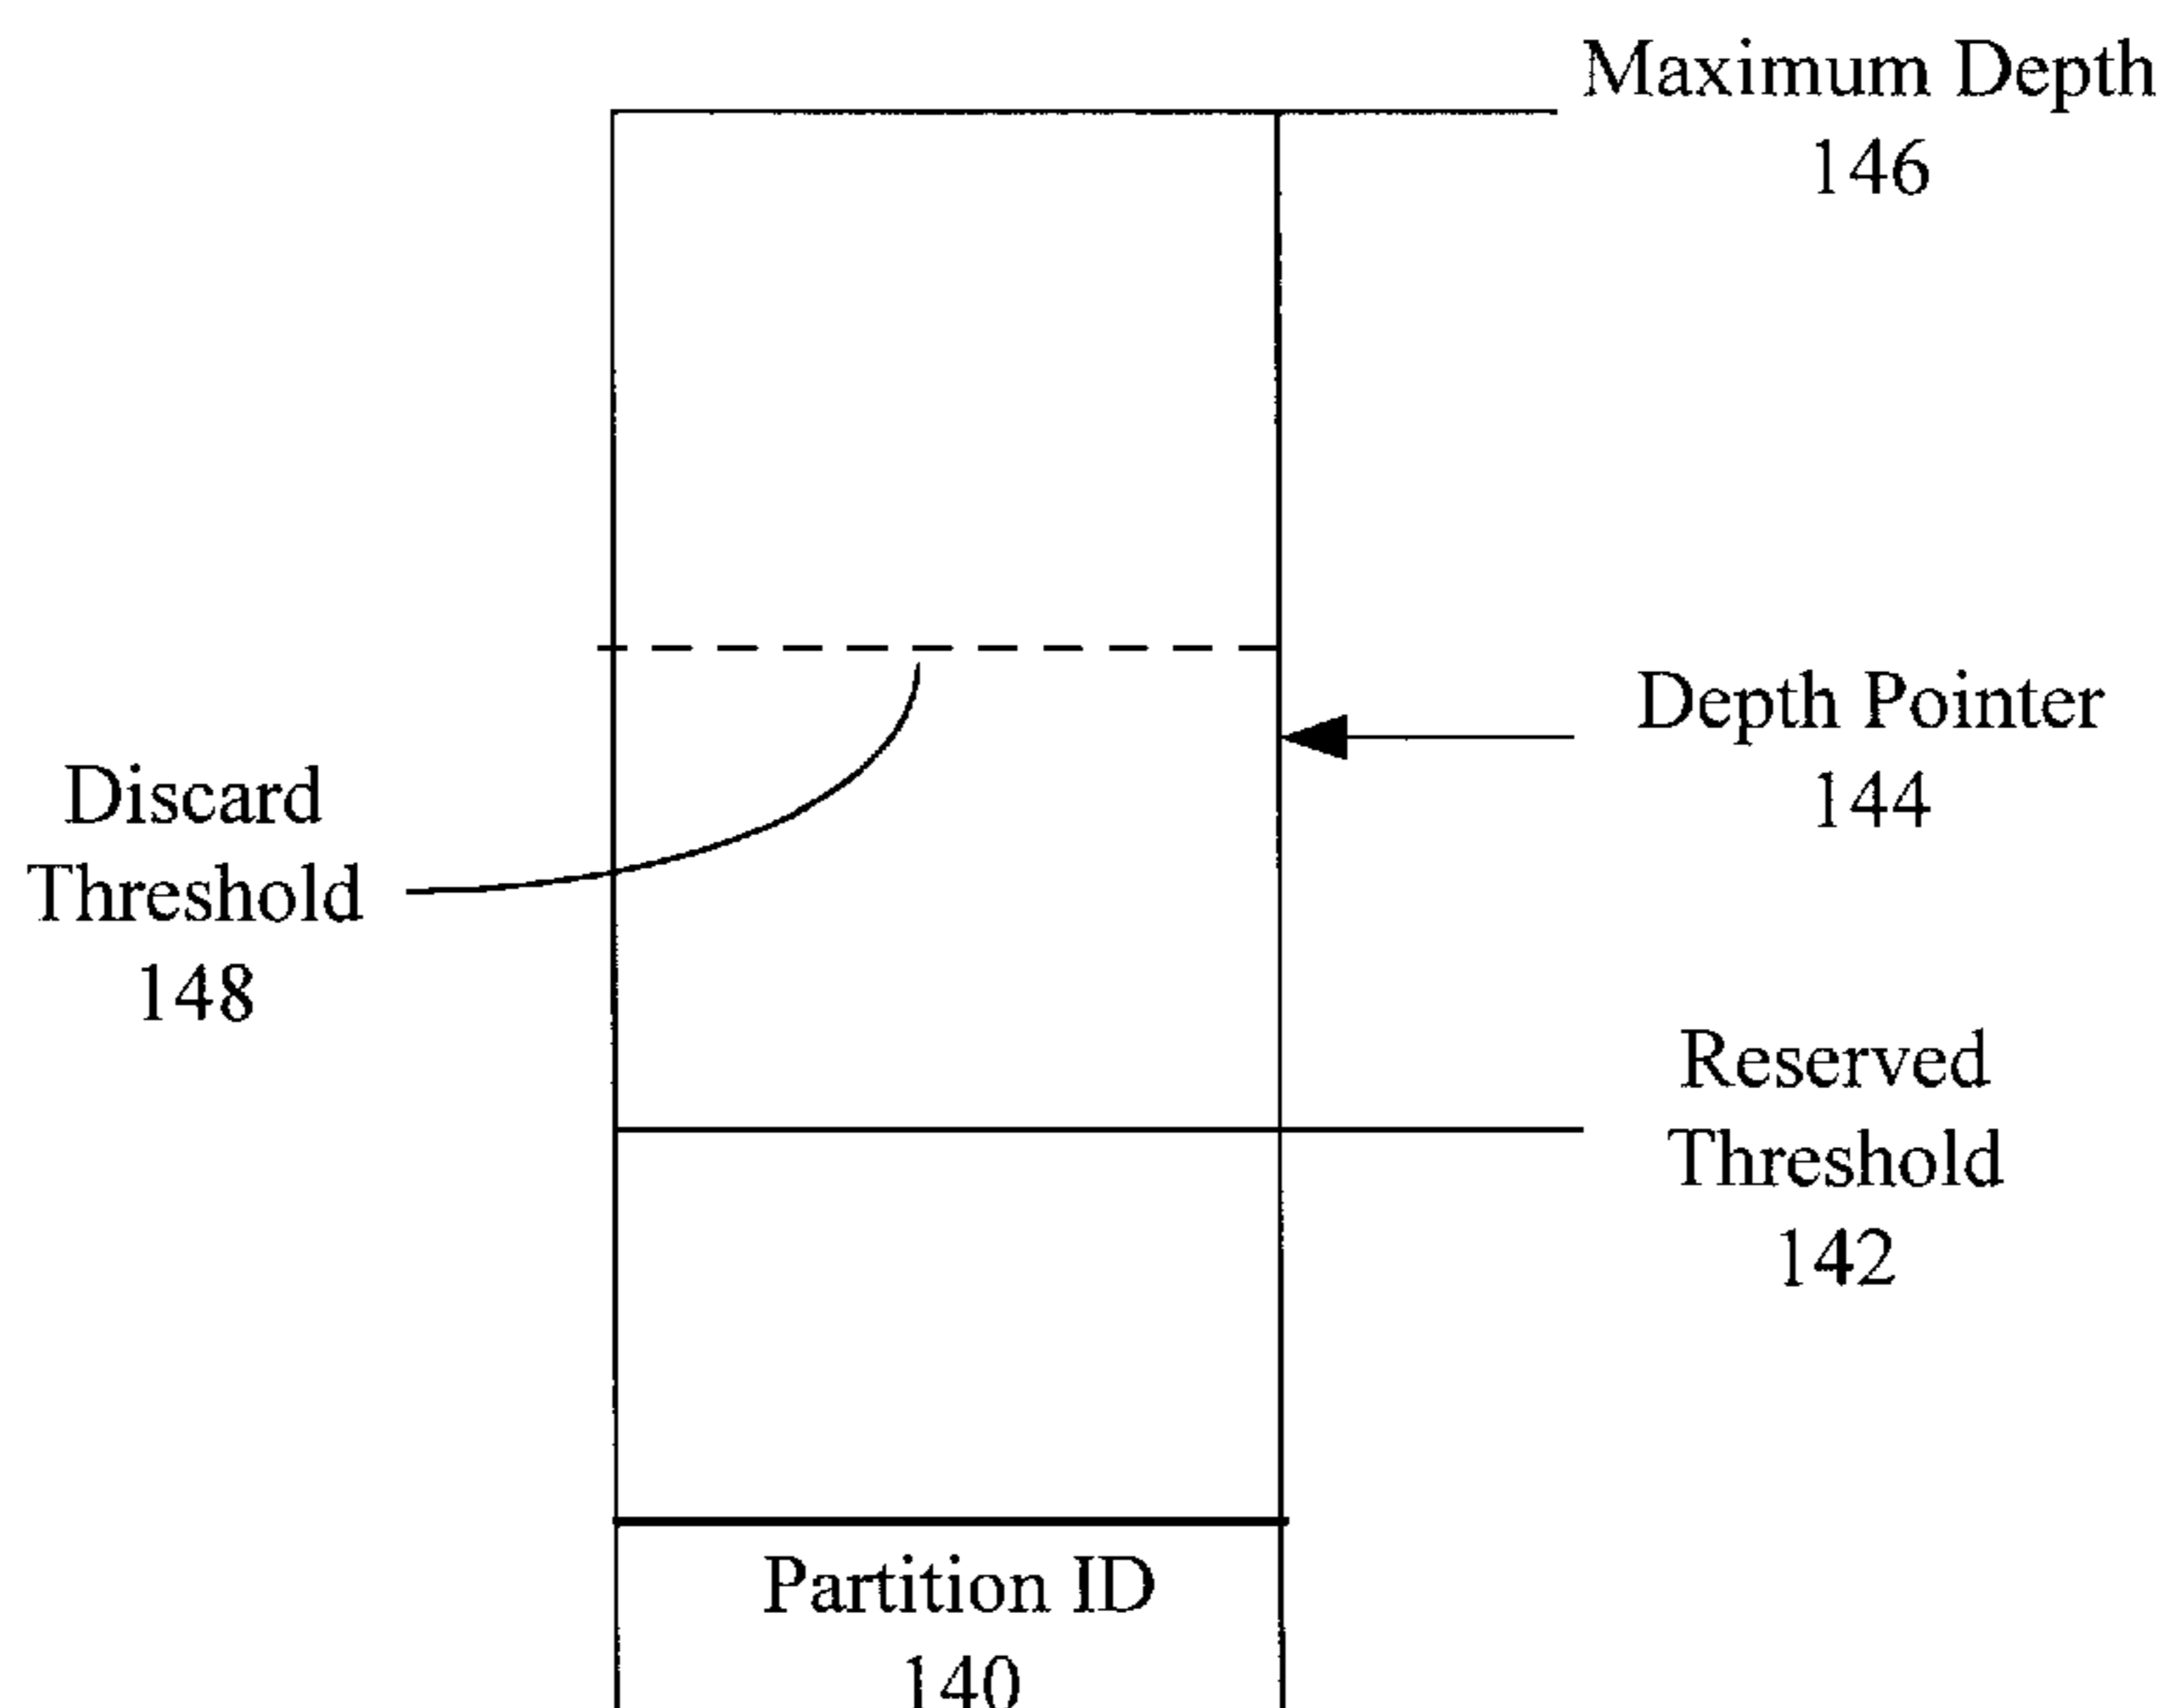 Maximum Depth
146
Depth Pointer
144
Discard
Threshold
148
Reserved
Threshold
142
Partition ID
140